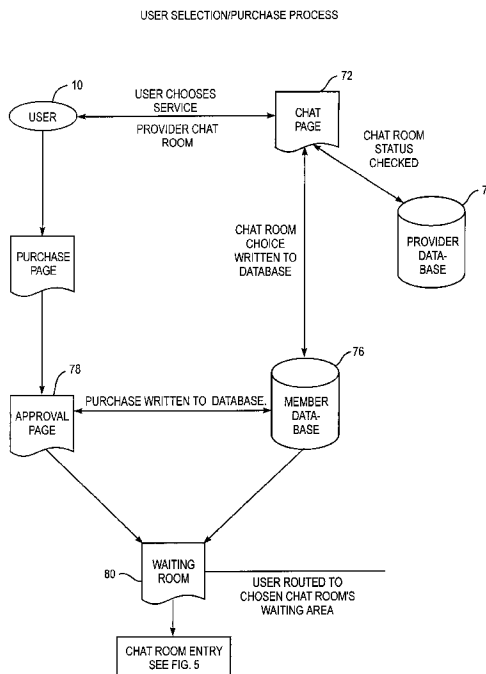 USER SELECTION/PURCHASE PROCESS
10
USER
USER CHOOSES
SERVICE
PROVIDER CHAT
ROOM
72
CHAT
PAGE
CHAT ROOM
STATUS
CHECKED
7
PROVIDER
DATA-
BASE
PURCHASE
PAGE
CHAT ROOM
CHOICE
WRITTEN TO
DATABASE
78
APPROVAL
PAGE
PURCHASE WRITTEN TO DATABASE.
76
MEMBER
DATA-
BASE
80
WAITING
ROOM
USER ROUTED TO
CHOSEN CHAT ROOM'S
WAITING AREA
CHAT ROOM ENTRY
SEE FIG. 5